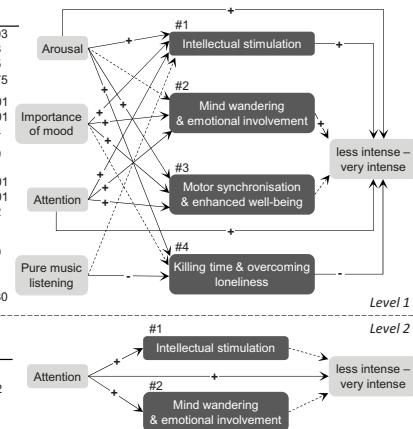 +
#1
Arousal
+
Intellectual stimulation
+
#2
Importance
of mood
Mind wandering
& emotional involvement
+
less intense –
very intense
#3
Attention
Motor synchronisation
& enhanced well-being
+
#4
Pure music
listening
-
Killing time & overcoming
loneliness
-
Level 1
Level 2
#1
Intellectual stimulation
+
Attention
+
less intense –
very intense
+
#2
Mind wandering
& emotional involvement